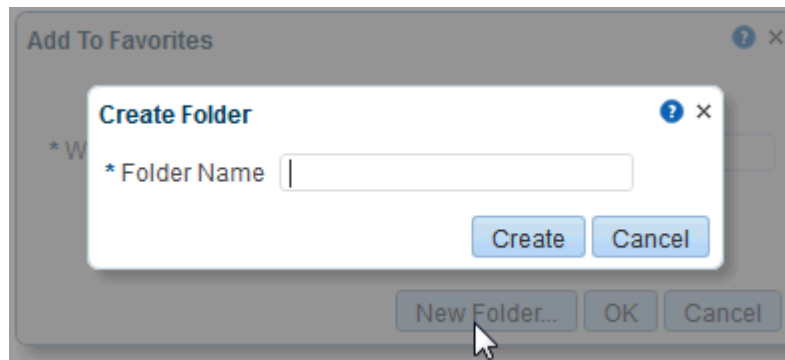 Add To Favorites
Create Folder
* W
* Folder Name
Create Cancel
New Folder... OK Cancel